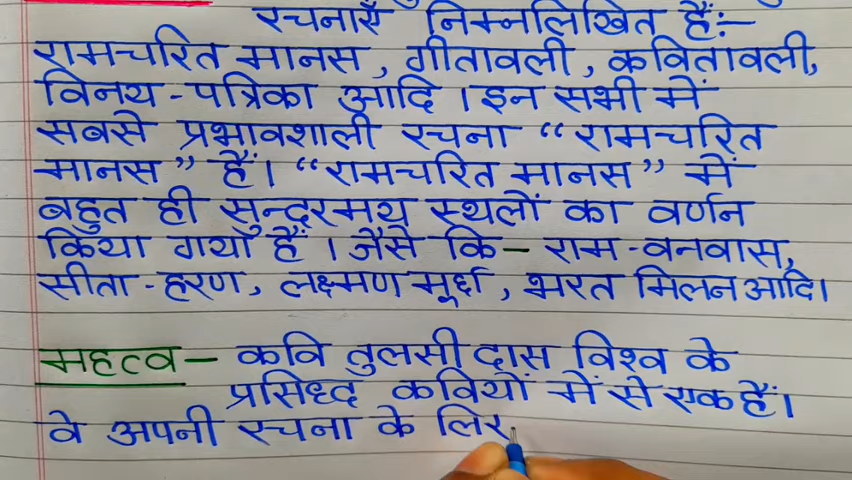 रचनाएँ निम्नलिखित हैं:-
रामचरित मानस, गीतावली, कवितावली,
विनय-पत्रिका आदि। इन सभी में
सबसे प्रभावशाली रचना “रामचरित
मानस” हैं। “रामचरित मानस” में
बहुत ही सुन्दरमय स्थलों का वर्णन
किया गया हैं। जैसे कि- राम-वनवास,
सीता-हरण, लक्ष्मण मूर्छा, भरत मिलन आदि।
महत्व- कवि तुलसी दास विश्व के
प्रसिध्द कवियों में से एक हैं।
वे अपनी रचना के लिए